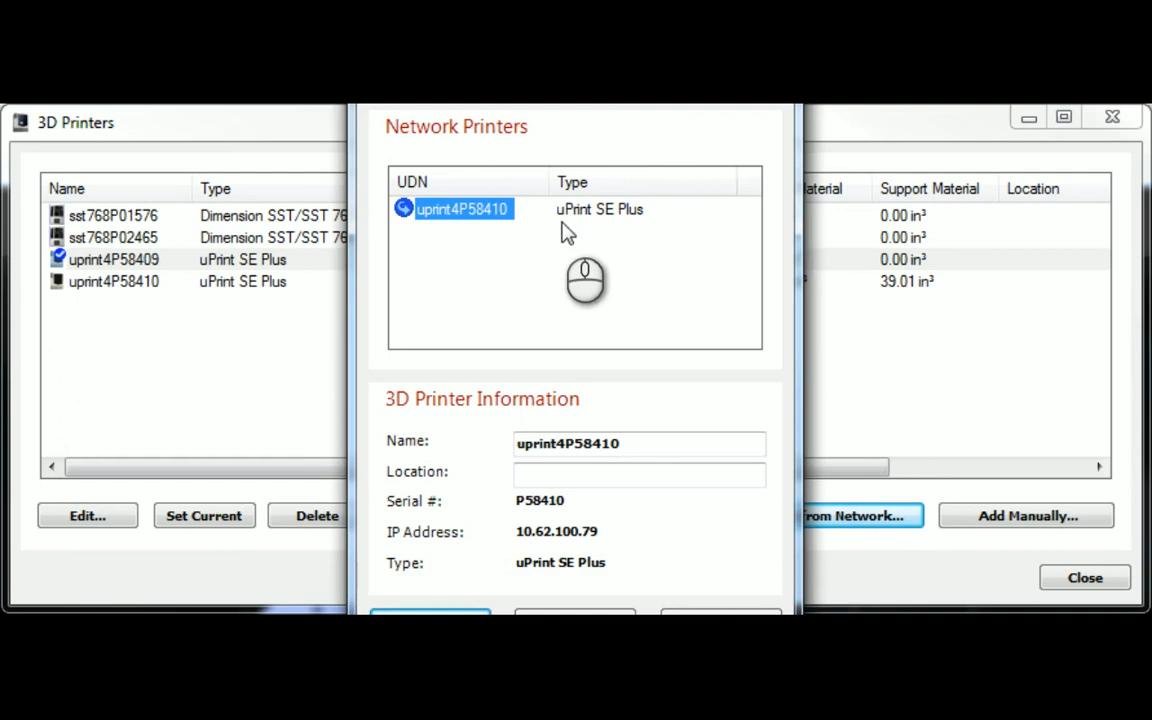 3D Printers
Name Type
sst768P01576 Dimension SST/SST 76
sst768P02465 Dimension SST/SST 76
uprint4P58409 uPrint SE Plus
uprint4P58410 uPrint SE Plus
Edit... Set Current Delete
Network Printers
UDN Type
uprint4P58410 uPrint SE Plus
3D Printer Information
Name: uprint4P58410
Location:
Serial #: P58410
IP Address: 10.62.100.79
Type: uPrint SE Plus
aterial Support Material Location
0.00 in³
0.00 in³
0.00 in³
39.01 in³
rom Network... Add Manually...
Close